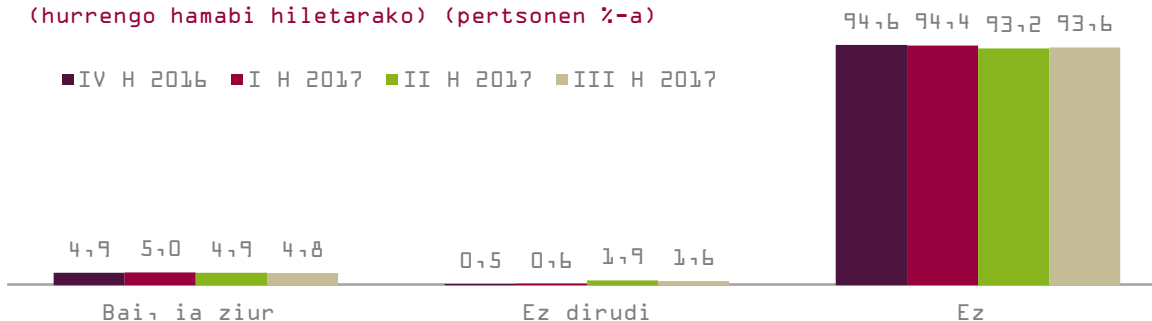 (hurrengo hamabi hiletarako) (pertsonen %-a)
94,6 94,4 93,2 93,6
IV H 2016 I H 2017 II H 2017 III H 2017
4,9 5,0 4,9 4,8 0,5 0,6 1,9 1,6
Bai, ia ziur Ez dirudi Ez